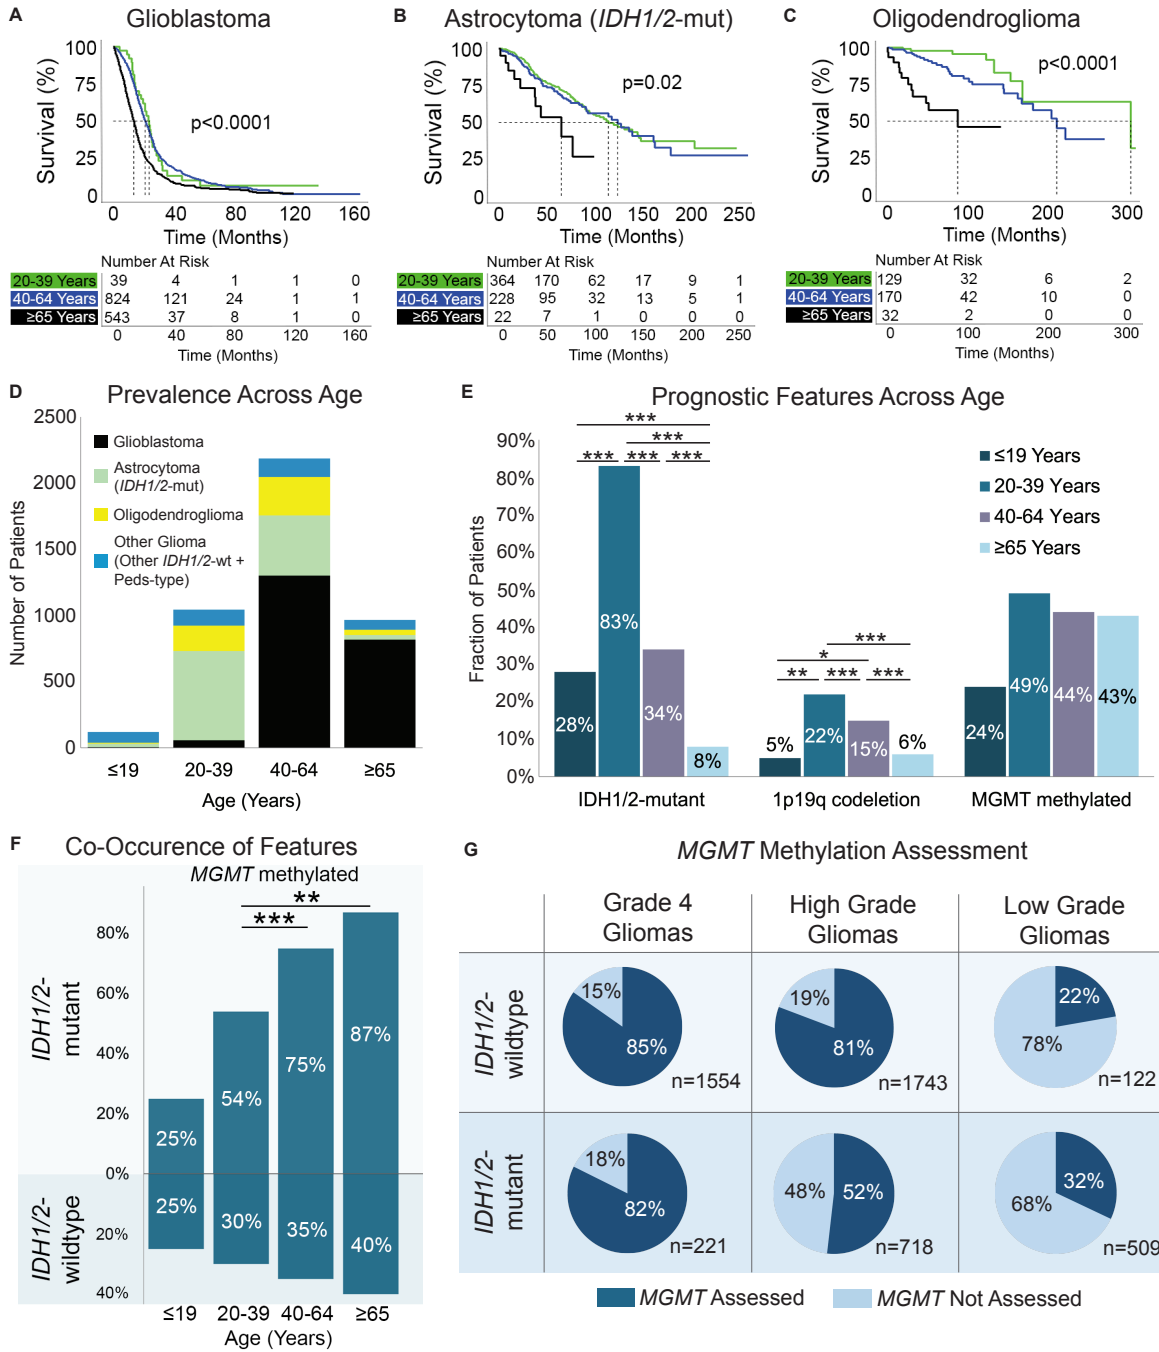 A Glioblastoma
Survival (%)
100
75
50
25
0
p<0.0001
0 40 80 120 160
Time (Months)
Number At Risk
20-39 Years 39 4 1 1 0
40-64 Years 824 121 24 1 1
≥65 Years 543 37 8 1 0
0 40 80 120 160
Time (Months)
B Astrocytoma (IDH1/2-mut)
Survival (%)
100
75
50
25
0
p=0.02
0 50 100 150 200 250
Time (Months)
Number At Risk
20-39 Years 364 170 62 17 9 1
40-64 Years 228 95 32 13 5 1
≥65 Years 22 7 1 0 0 0
0 50 100 150 200 250
Time (Months)
C Oligodendroglioma
Survival (%)
100
75
50
25
0
p<0.0001
0 100 200 300
Time (Months)
Number At Risk
20-39 Years 129 32 6 2
40-64 Years 170 42 10 0
≥65 Years 32 2 0 0
0 100 200 300
Time (Months)
D Prevalence Across Age
Number of Patients
2500
2000
1500
1000
500
0
Glioblastoma
Astrocytoma
(IDH1/2-mut)
Oligodendroglioma
Other Glioma
(Other IDH1/2-wt +
Peds-type)
≤19 20-39 40-64 ≥65
Age (Years)
E Prognostic Features Across Age
Fraction of Patients
90%
80%
70%
60%
50%
40%
30%
20%
10%
0%
***
***
*** *** ***
28% 83% 34% 8%
***
*
** *** ***
5% 22% 15% 6%
24% 49% 44% 43%
≤19 Years
20-39 Years
40-64 Years
≥65 Years
IDH1/2-mutant 1p19q codeletion MGMT methylated
F Co-Occurence of Features
MGMT methylated
IDH1/2-
mutant
IDH1/2-
wildtype
80%
60%
40%
20%
0%
20%
40%
**
***
25% 54% 75% 87%
25% 30% 35% 40%
≤19 20-39 40-64 ≥65
Age (Years)
G MGMT Methylation Assessment
Grade 4
Gliomas
High Grade
Gliomas
Low Grade
Gliomas
IDH1/2-
wildtype
15% 85% n=1554
19% 81% n=1743
22% 78% n=122
IDH1/2-
mutant
18% 82% n=221
48% 52% n=718
32% 68% n=509
MGMT Assessed MGMT Not Assessed